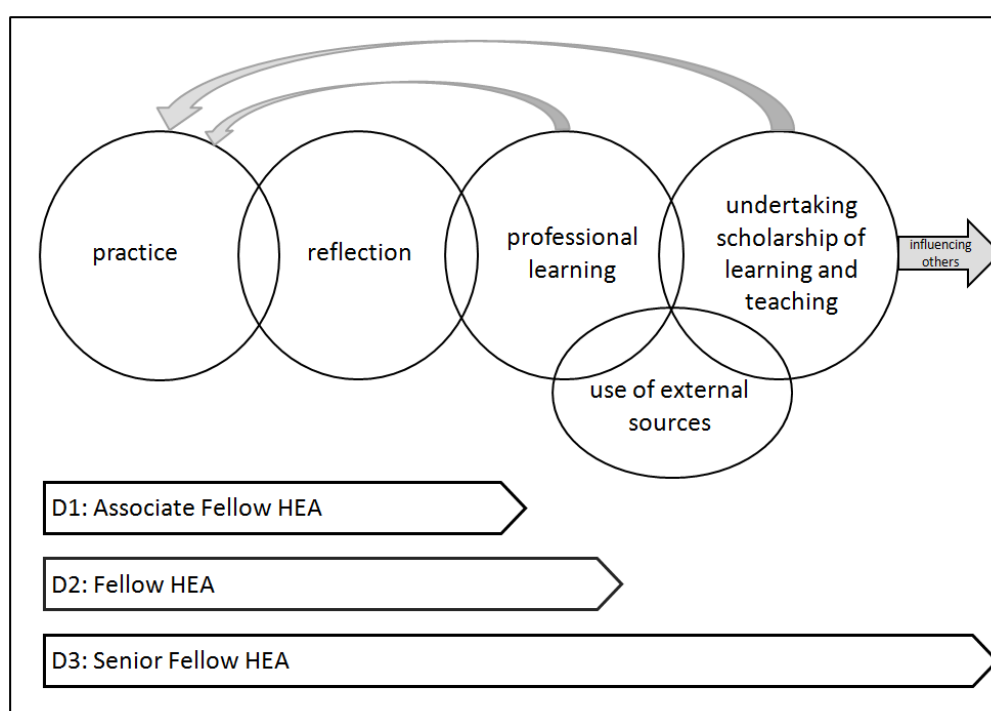 practice
reflection
professional
learning
undertaking
scholarship of
learning and
teaching
influencing
others
use of external
sources
D1: Associate Fellow HEA
D2: Fellow HEA
D3: Senior Fellow HEA